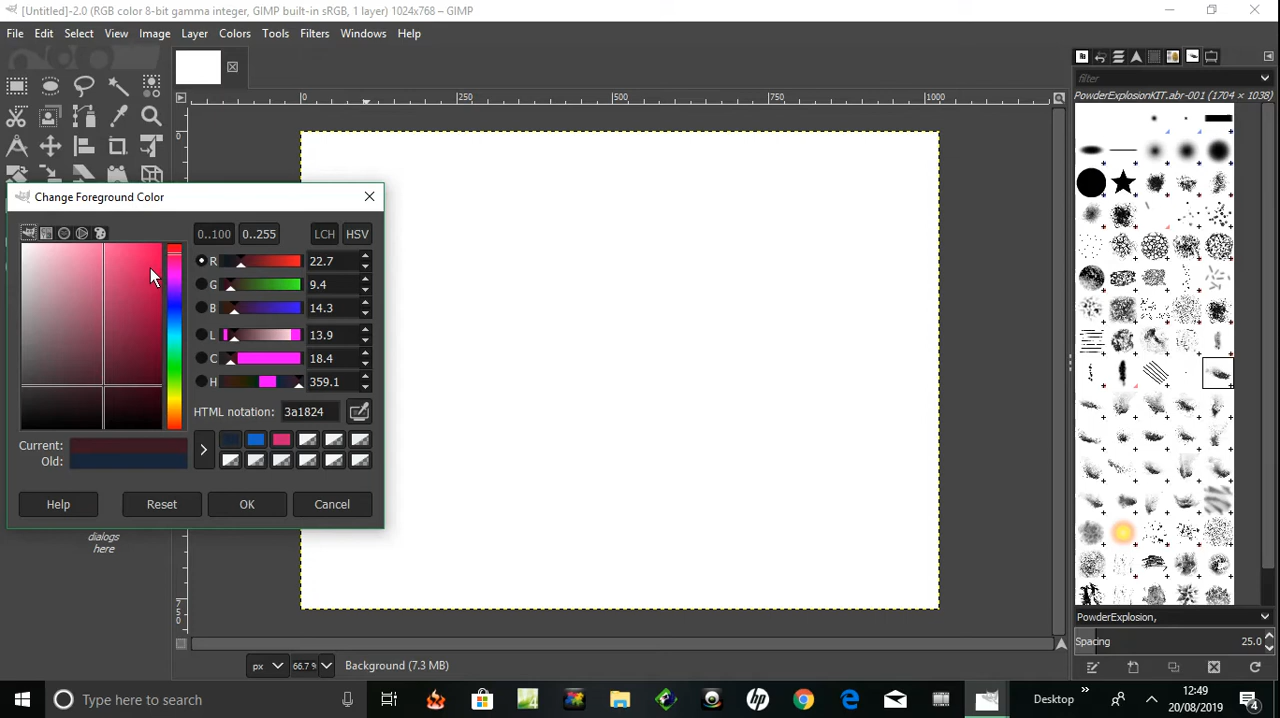 [Untitled]-2.0 (RGB color 8-bit gamma integer, GIMP built-in sRGB, 1 layer) 1024x768 – GIMP
File Edit Select View Image Layer Colors Tools Filters Windows Help
filter
PowderExplosionKIT.abr-001 (1704 × 1038)
0 250 500 750 1000
0
Change Foreground Color
0..100 0..255 LCH HSV
R 22.7
G 9.4
B 14.3
L 13.9
C 18.4
H 359.1
HTML notation: 3a1824
Current:
Old:
Help Reset OK Cancel
dialogs
here
750
PowderExplosion,
Spacing 25.0
px 66.7 % Background (7.3 MB)
Type here to search
Desktop
12:49
20/08/2019
4